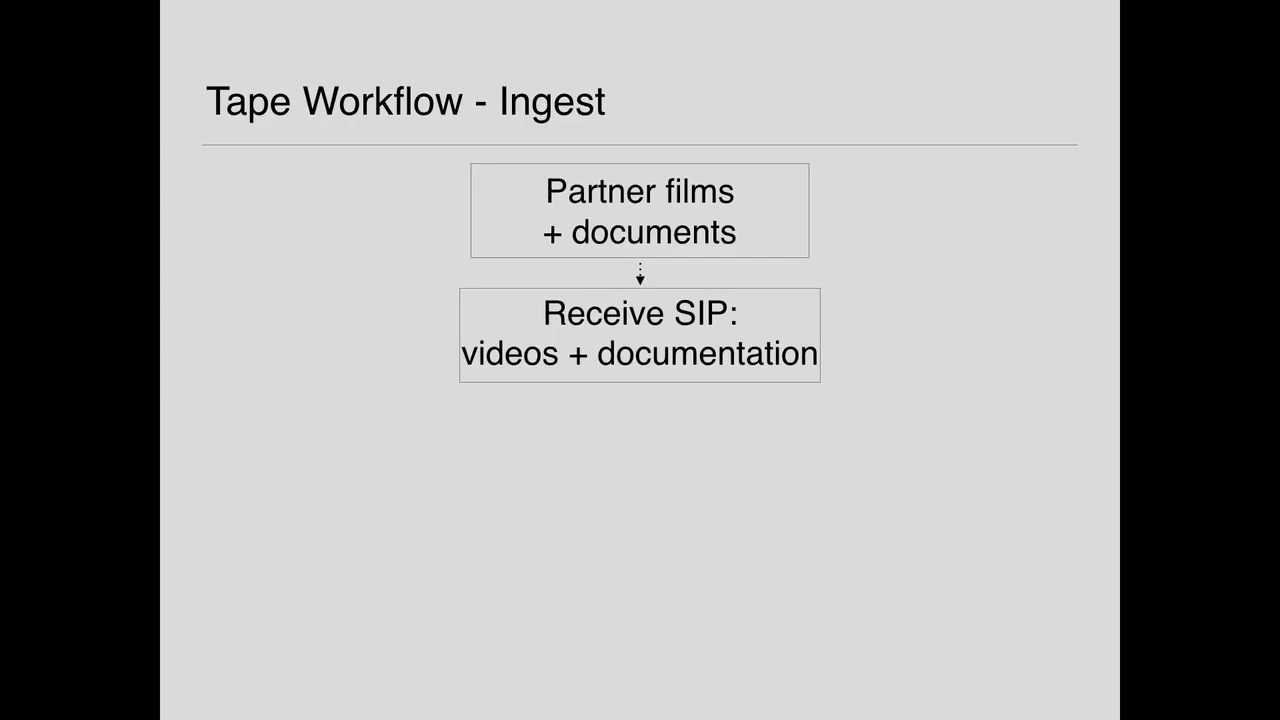 Tape Workflow - Ingest
Partner films
+ documents
Receive SIP:
videos + documentation